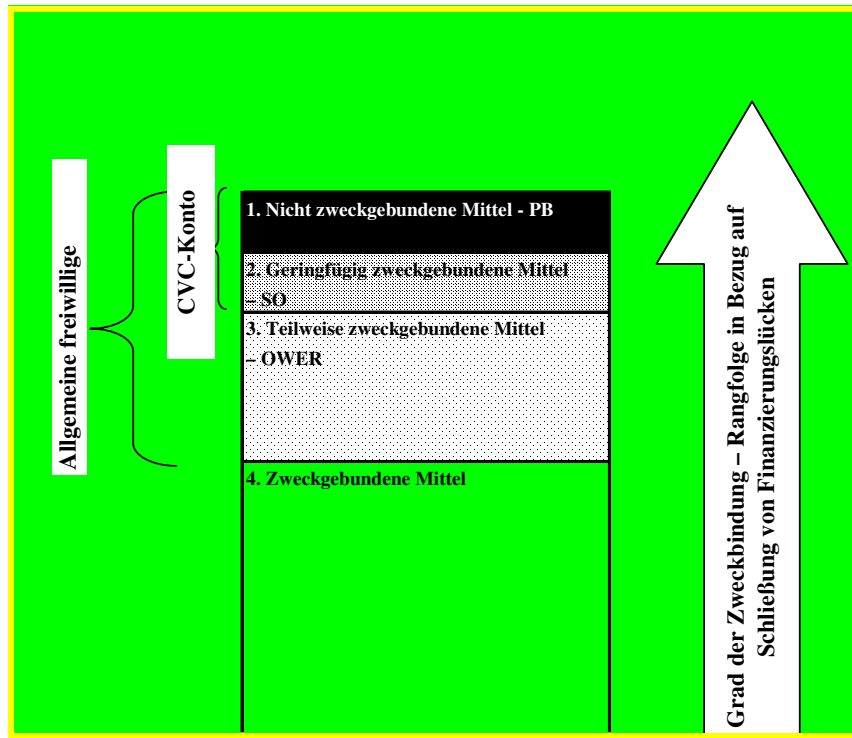 Allgemeine freiwillige
CVC-Konto
1. Nicht zweckgebundene Mittel - PB
2. Geringfügig zweckgebundene Mittel
– SO
3. Teilweise zweckgebundene Mittel
– OWER
4. Zweckgebundene Mittel
Grad der Zweckbindung – Rangfolge in Bezug auf
Schließung von Finanzierungslücken